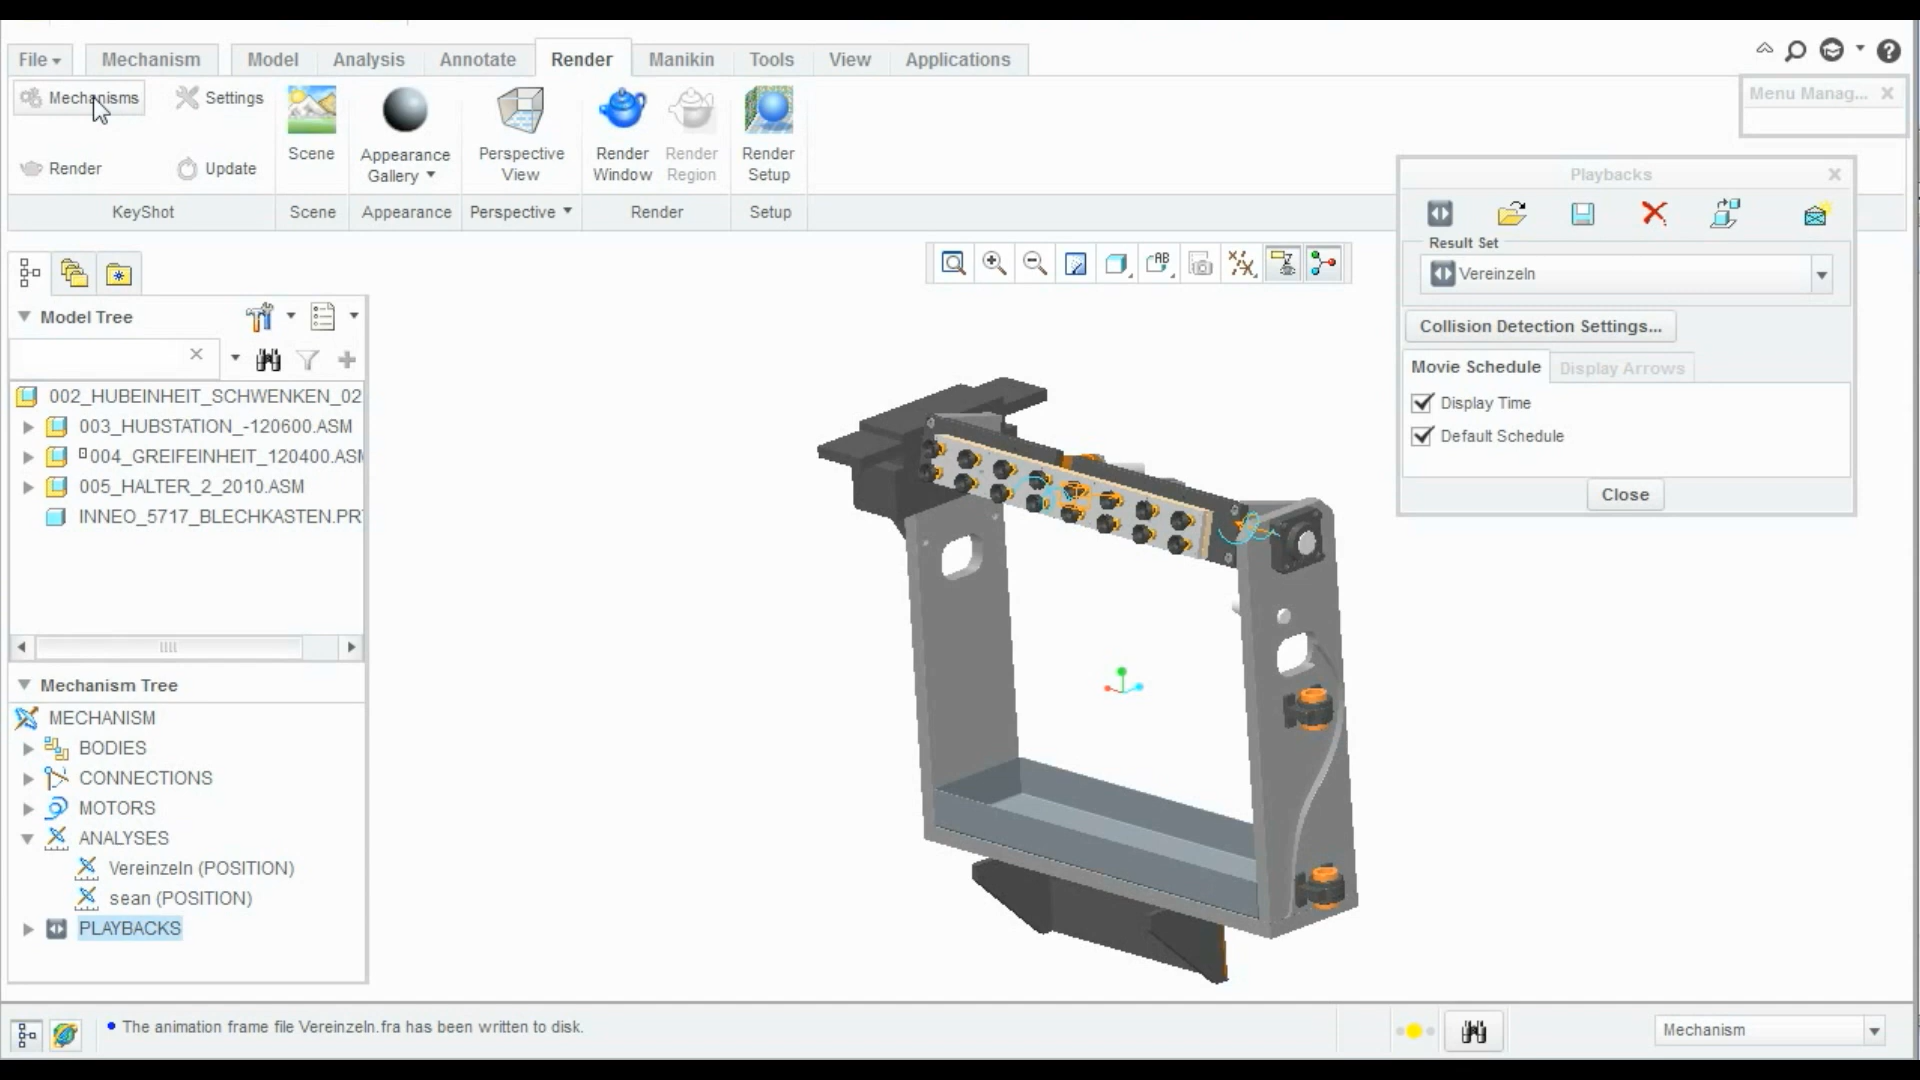 File
Mechanism
Model
Analysis
Annotate
Render
Manikin
Tools
View
Applications
Mechanisms
Settings
Render
Update
KeyShot
Scene
Scene
Appearance
Gallery
Appearance
Perspective
View
Perspective
Render
Window
Render
Region
Render
Render
Setup
Setup
Menu Manag...
Playbacks
Result Set
Vereinzeln
Collision Detection Settings...
Movie Schedule
Display Arrows
Display Time
Default Schedule
Close
AB
Model Tree
002_HUBEINHEIT_SCHWENKEN_02
003_HUBSTATION_-120600.ASM
004_GREIFEINHEIT_120400.ASM
005_HALTER_2_2010.ASM
INNEO_5717_BLECHKASTEN.PR
Mechanism Tree
MECHANISM
BODIES
CONNECTIONS
MOTORS
ANALYSES
Vereinzeln (POSITION)
sean (POSITION)
PLAYBACKS
The animation frame file Vereinzeln.fra has been written to disk.
Mechanism